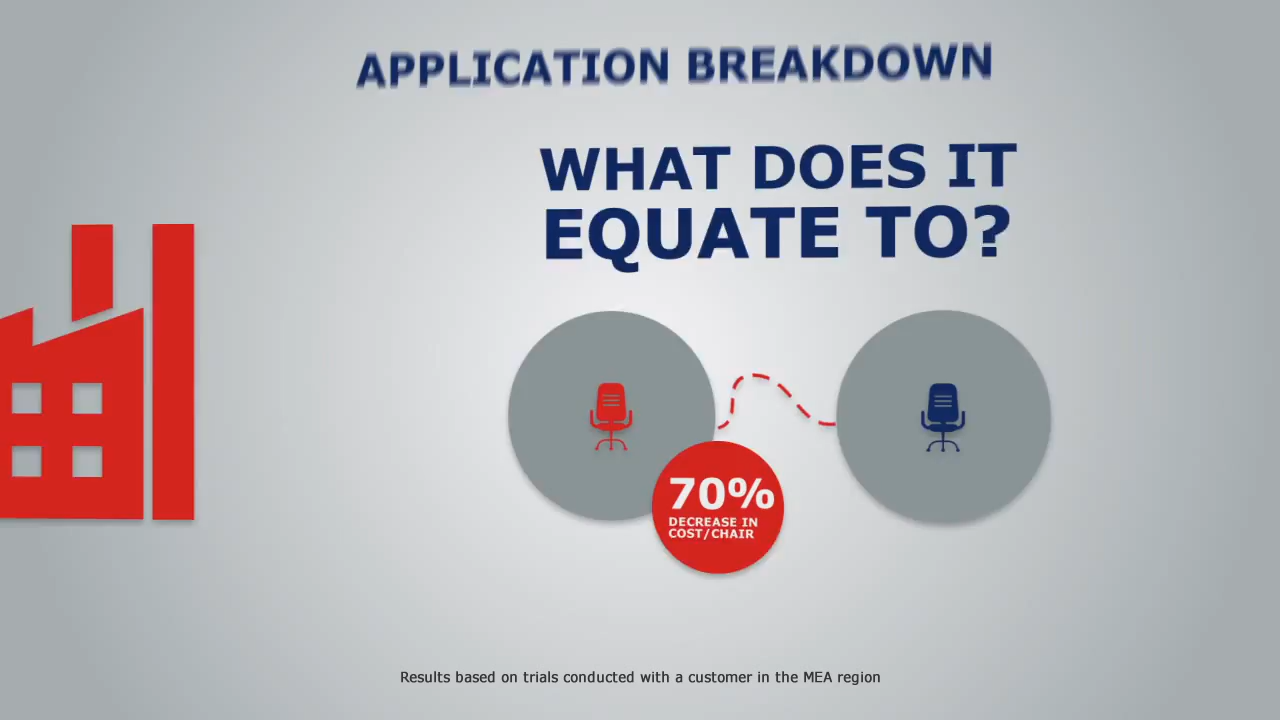 APPLICATION BREAKDOWN
WHAT DOES IT
EQUATE TO?
70%
DECREASE IN
COST/CHAIR
Results based on trials conducted with a customer in the MEA region